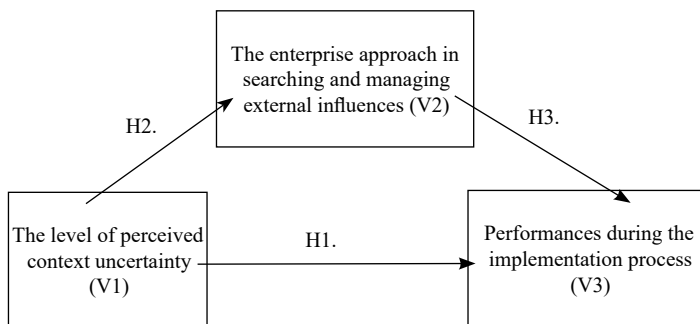 The enterprise approach in
searching and managing
external influences (V2)
H2.
H3.
The level of perceived
context uncertainty
(V1)
H1.
Performances during the
implementation process
(V3)